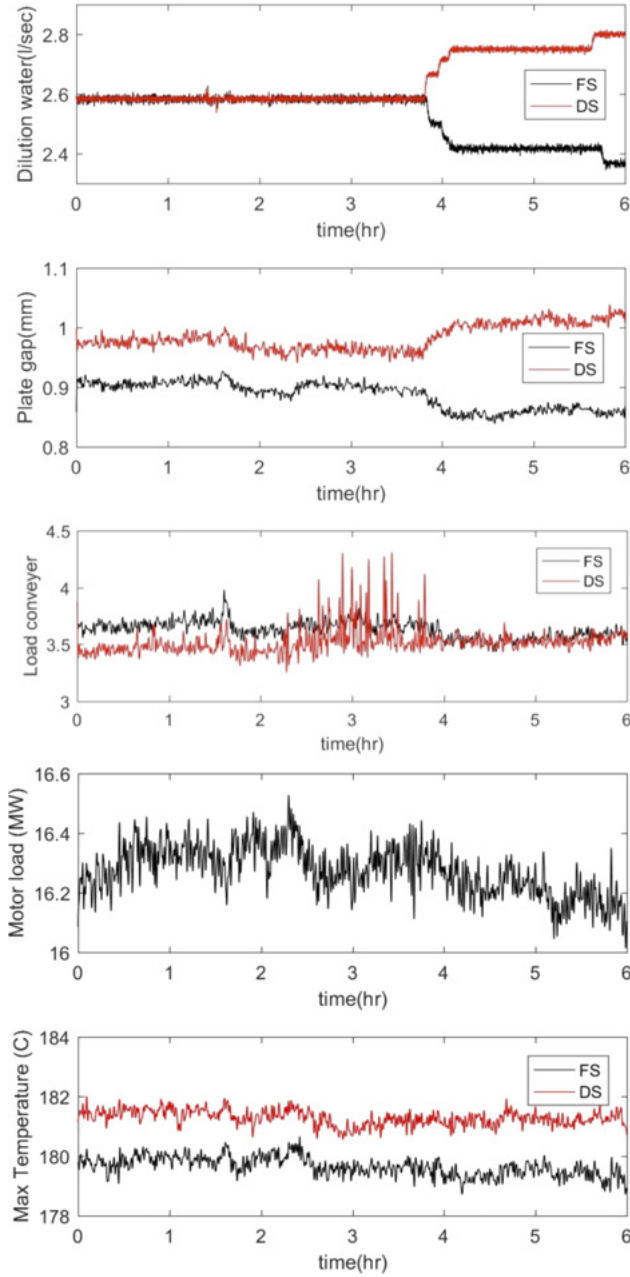 Dilution water(l/sec)
2.8
2.6
2.4
FS
DS
0 1 2 3 4 5 6
time(hr)
Plate gap(mm)
1.1
1
0.9
0.8
FS
DS
0 1 2 3 4 5 6
time(hr)
Load conveyer
4.5
4
3.5
3
FS
DS
0 1 2 3 4 5 6
time(hr)
Motor load (MW)
16.6
16.4
16.2
16
0 1 2 3 4 5 6
time(hr)
Max Temperature (C)
184
182
180
178
FS
DS
0 1 2 3 4 5 6
time(hr)